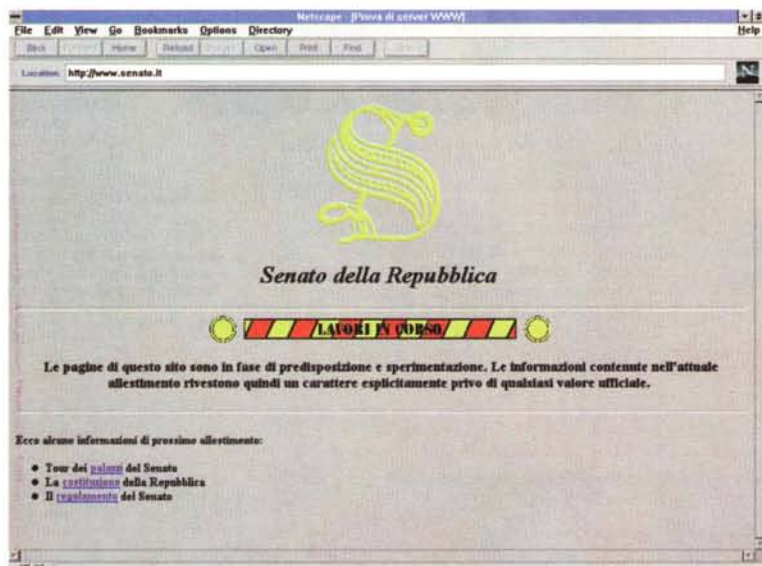 Netscape - [Prova di server WWW]
File Edit View Go Bookmarks Options Directory Help
Back Forward Home Reload Images Open Print Find
Location: http://www.senato.it
N
S
Senato della Repubblica
LAVORI IN CORSO
Le pagine di questo sito sono in fase di predisposizione e sperimentazione. Le informazioni contenute nell'attuale
allestimento rivestono quindi un carattere esplicitamente privo di qualsiasi valore ufficiale.
Ecco alcune informazioni di prossimo allestimento:
Tour dei palazzi del Senato
La costituzione della Repubblica
Il regolamento del Senato